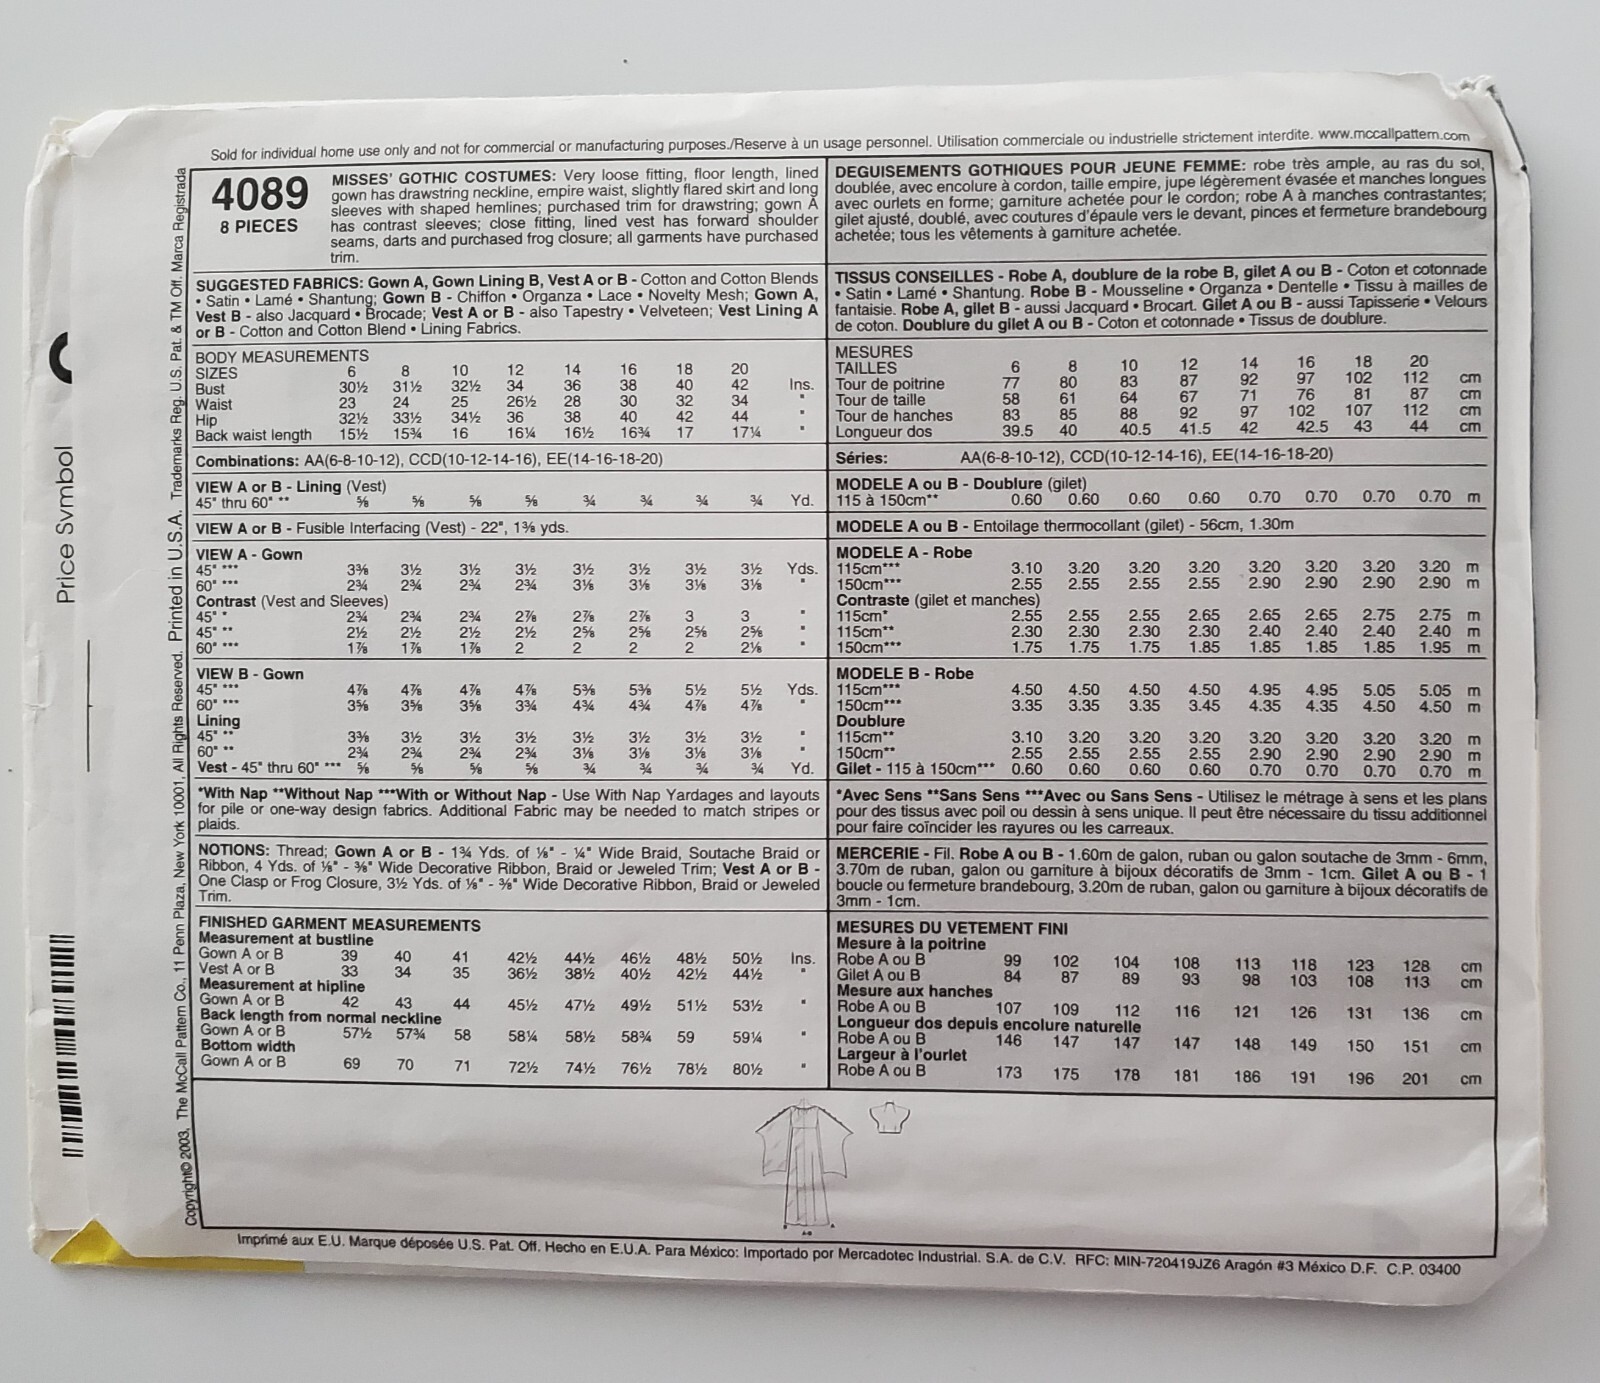 Sold for individual home use only and not for commercial or manufacturing purposes./Reserve à un usage personnel. Utilisation commerciale ou industrielle strictement interdite. www.mccallpattern.com
4089
8 PIECES
MISSES' GOTHIC COSTUMES: Very loose fitting, floor length, lined
gown has drawstring neckline, empire waist, slightly flared skirt and long
sleeves with shaped hemlines; purchased trim for drawstring; gown A
has contrast sleeves; close fitting, lined vest has forward shoulder
seams, darts and purchased frog closure; all garments have purchased
trim.
SUGGESTED FABRICS: Gown A, Gown Lining B, Vest A or B - Cotton and Cotton Blends
• Satin • Lamé • Shantung; Gown B - Chiffon • Organza • Lace • Novelty Mesh; Gown A,
Vest B - also Jacquard • Brocade; Vest A or B - also Tapestry • Velveteen; Vest Lining A
or B - Cotton and Cotton Blend • Lining Fabrics.
BODY MEASUREMENTS
SIZES 6 8 10 12 14 16 18 20
Bust 30½ 31½ 32½ 34 36 38 40 42 Ins.
Waist 23 24 25 26½ 28 30 32 34 "
Hip 32½ 33½ 34½ 36 38 40 42 44 "
Back waist length 15½ 15¾ 16 16¼ 16½ 16¾ 17 17¼ "
Combinations: AA(6-8-10-12), CCD(10-12-14-16), EE(14-16-18-20)
VIEW A or B - Lining (Vest)
45" thru 60" ** ⅝ ⅝ ⅝ ⅝ ¾ ¾ ¾ ¾ Yd.
VIEW A or B - Fusible Interfacing (Vest) - 22", 1⅜ yds.
VIEW A - Gown
45" *** 3⅜ 3½ 3½ 3½ 3½ 3½ 3½ 3½ Yds.
60" *** 2¾ 2¾ 2¾ 2¾ 3⅛ 3⅛ 3⅛ 3⅛ "
Contrast (Vest and Sleeves)
45" * 2¾ 2¾ 2¾ 2⅞ 2⅞ 2⅞ 3 3 "
45" ** 2½ 2½ 2½ 2½ 2⅝ 2⅝ 2⅝ 2⅝ "
60" *** 1⅞ 1⅞ 1⅞ 2 2 2 2 2⅛ "
VIEW B - Gown
45" *** 4⅞ 4⅞ 4⅞ 4⅞ 5⅜ 5⅜ 5½ 5½ Yds.
60" *** 3⅝ 3⅝ 3⅝ 3¾ 4¾ 4¾ 4⅞ 4⅞ "
Lining
45" ** 3⅜ 3½ 3½ 3½ 3½ 3½ 3½ 3½ "
60" ** 2¾ 2¾ 2¾ 2¾ 3⅛ 3⅛ 3⅛ 3⅛ "
Vest - 45" thru 60" *** ⅝ ⅝ ⅝ ⅝ ¾ ¾ ¾ ¾ Yd.
*With Nap **Without Nap ***With or Without Nap - Use With Nap Yardages and layouts
for pile or one-way design fabrics. Additional Fabric may be needed to match stripes or
plaids.
NOTIONS: Thread; Gown A or B - 1¾ Yds. of ⅛" - ¼" Wide Braid, Soutache Braid or
Ribbon, 4 Yds. of ⅛" - ⅜" Wide Decorative Ribbon, Braid or Jeweled Trim; Vest A or B -
One Clasp or Frog Closure, 3½ Yds. of ⅛" - ⅜" Wide Decorative Ribbon, Braid or Jeweled
Trim.
FINISHED GARMENT MEASUREMENTS
Measurement at bustline
Gown A or B 39 40 41 42½ 44½ 46½ 48½ 50½ Ins.
Vest A or B 33 34 35 36½ 38½ 40½ 42½ 44½ "
Measurement at hipline
Gown A or B 42 43 44 45½ 47½ 49½ 51½ 53½ "
Back length from normal neckline
Gown A or B 57½ 57¾ 58 58¼ 58½ 58¾ 59 59¼ "
Bottom width
Gown A or B 69 70 71 72½ 74½ 76½ 78½ 80½ "
DEGUISEMENTS GOTHIQUES POUR JEUNE FEMME: robe très ample, au ras du sol,
doublée, avec encolure à cordon, taille empire, jupe légèrement évasée et manches longues
avec ourlets en forme; garniture achetée pour le cordon; robe A à manches contrastantes;
gilet ajusté, doublé, avec coutures d'épaule vers le devant, pinces et fermeture brandebourg
achetée; tous les vêtements à garniture achetée.
TISSUS CONSEILLES - Robe A, doublure de la robe B, gilet A ou B - Coton et cotonnade
• Satin • Lamé • Shantung. Robe B - Mousseline • Organza • Dentelle • Tissu à mailles de
fantaisie. Robe A, gilet B - aussi Jacquard • Brocart. Gilet A ou B - aussi Tapisserie • Velours
de coton. Doublure du gilet A ou B - Coton et cotonnade • Tissus de doublure.
MESURES
TAILLES 6 8 10 12 14 16 18 20
Tour de poitrine 77 80 83 87 92 97 102 112 cm
Tour de taille 58 61 64 67 71 76 81 87 cm
Tour de hanches 83 85 88 92 97 102 107 112 cm
Longueur dos 39.5 40 40.5 41.5 42 42.5 43 44 cm
Séries: AA(6-8-10-12), CCD(10-12-14-16), EE(14-16-18-20)
MODELE A ou B - Doublure (gilet)
115 à 150cm** 0.60 0.60 0.60 0.60 0.70 0.70 0.70 0.70 m
MODELE A ou B - Entoilage thermocollant (gilet) - 56cm, 1.30m
MODELE A - Robe
115cm*** 3.10 3.20 3.20 3.20 3.20 3.20 3.20 3.20 m
150cm*** 2.55 2.55 2.55 2.55 2.90 2.90 2.90 2.90 m
Contraste (gilet et manches)
115cm* 2.55 2.55 2.55 2.65 2.65 2.65 2.75 2.75 m
115cm** 2.30 2.30 2.30 2.30 2.40 2.40 2.40 2.40 m
150cm*** 1.75 1.75 1.75 1.85 1.85 1.85 1.85 1.95 m
MODELE B - Robe
115cm*** 4.50 4.50 4.50 4.50 4.95 4.95 5.05 5.05 m
150cm*** 3.35 3.35 3.35 3.45 4.35 4.35 4.50 4.50 m
Doublure
115cm** 3.10 3.20 3.20 3.20 3.20 3.20 3.20 3.20 m
150cm** 2.55 2.55 2.55 2.55 2.90 2.90 2.90 2.90 m
Gilet - 115 à 150cm*** 0.60 0.60 0.60 0.60 0.70 0.70 0.70 0.70 m
*Avec Sens **Sans Sens ***Avec ou Sans Sens - Utilisez le métrage à sens et les plans
pour des tissus avec poil ou dessin à sens unique. Il peut être nécessaire du tissu additionnel
pour faire coïncider les rayures ou les carreaux.
MERCERIE - Fil. Robe A ou B - 1.60m de galon, ruban ou galon soutache de 3mm - 6mm,
3.70m de ruban, galon ou garniture à bijoux décoratifs de 3mm - 1cm. Gilet A ou B - 1
boucle ou fermeture brandebourg, 3.20m de ruban, galon ou garniture à bijoux décoratifs de
3mm - 1cm.
MESURES DU VETEMENT FINI
Mesure à la poitrine
Robe A ou B 99 102 104 108 113 118 123 128 cm
Gilet A ou B 84 87 89 93 98 103 108 113 cm
Mesure aux hanches
Robe A ou B 107 109 112 116 121 126 131 136 cm
Longueur dos depuis encolure naturelle
Robe A ou B 146 147 147 147 148 149 150 151 cm
Largeur à l'ourlet
Robe A ou B 173 175 178 181 186 191 196 201 cm
Imprimé aux E.U. Marque déposée U.S. Pat. Off. Hecho en E.U.A. Para México: Importado por Mercadotec Industrial. S.A. de C.V. RFC: MIN-720419JZ6 Aragón #3 México D.F. C.P. 03400
Copyright© 2003, The McCall Pattern Co., 11 Penn Plaza, New York 10001, All Rights Reserved. Printed in U.S.A. Trademarks Reg. U.S. Pat. & TM Off. Marca Registrada
Price Symbol